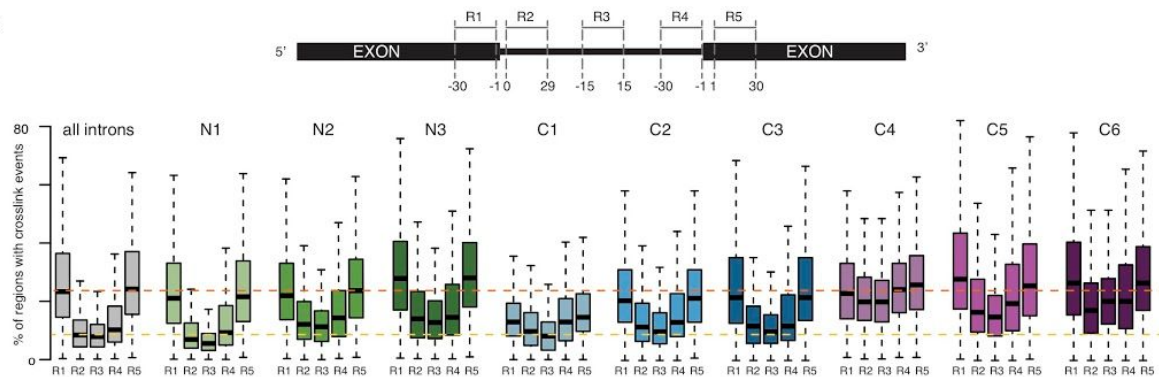 R1 R2 R3 R4 R5
5' EXON EXON 3'
-30 -1 0 29 -15 15 -30 -1 1 30
all introns N1 N2 N3 C1 C2 C3 C4 C5 C6
% of regions with crosslink events
80
0
R1 R2 R3 R4 R5 R1 R2 R3 R4 R5 R1 R2 R3 R4 R5 R1 R2 R3 R4 R5 R1 R2 R3 R4 R5 R1 R2 R3 R4 R5 R1 R2 R3 R4 R5 R1 R2 R3 R4 R5 R1 R2 R3 R4 R5 R1 R2 R3 R4 R5